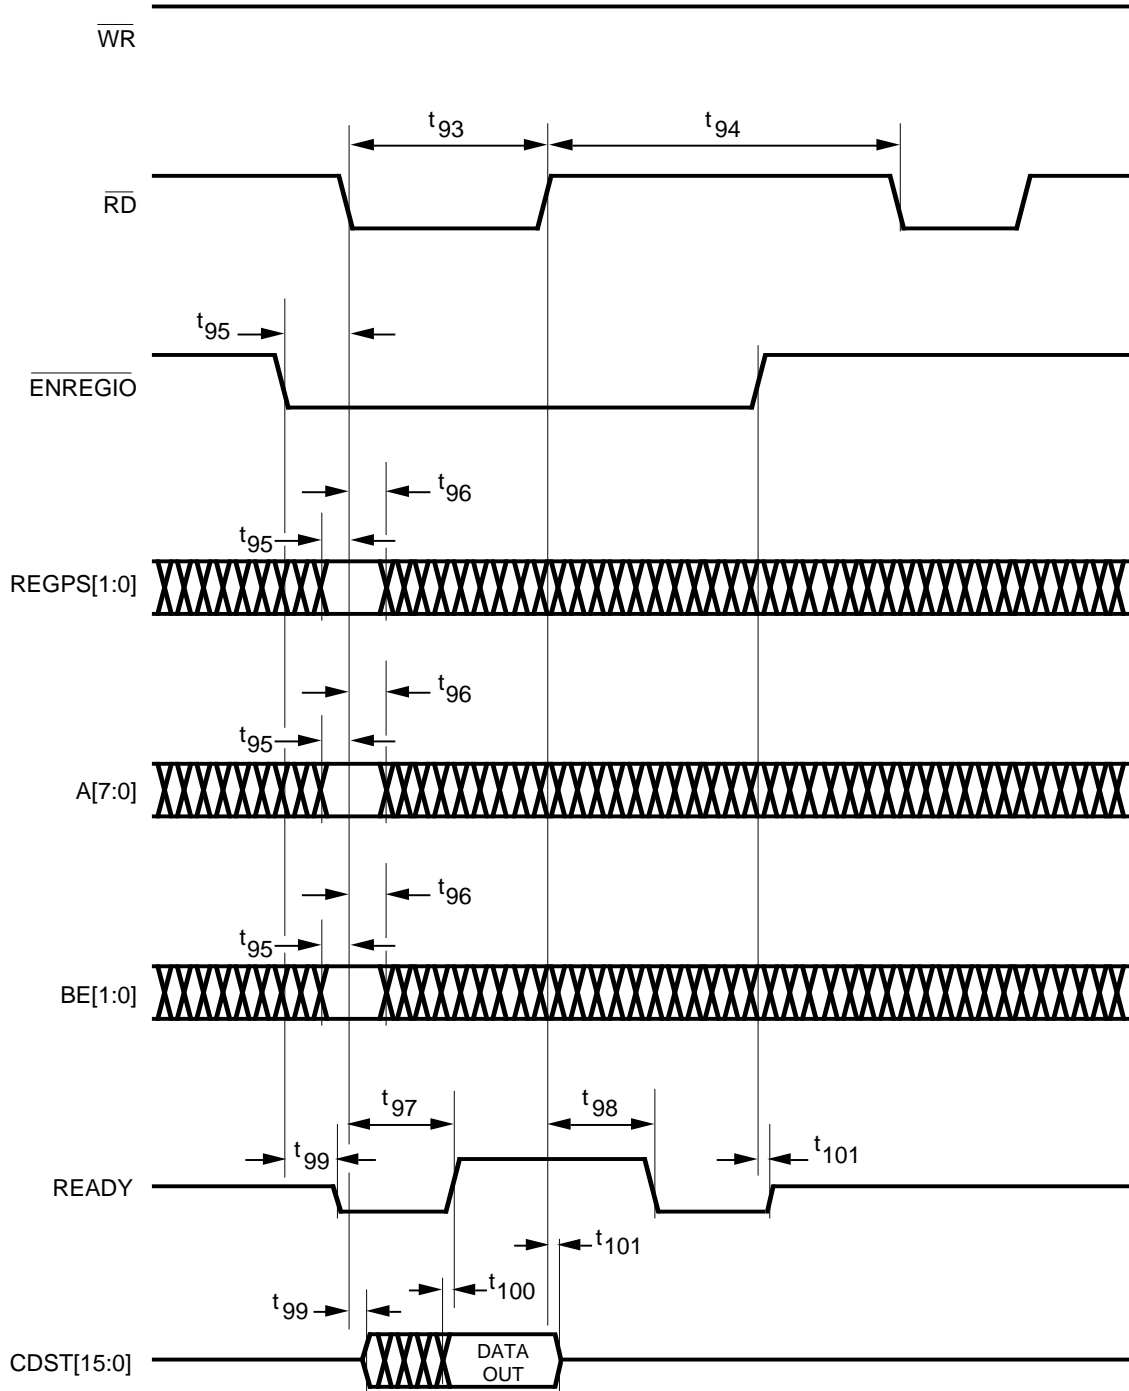 WR
t93 t94
RD
t95
ENREGIO
t96
t95
REGPS[1:0]
t96
t95
A[7:0]
t96
t95
BE[1:0]
t97 t98
t99 t101
READY
t101
t100
t99
CDST[15:0] DATA
OUT